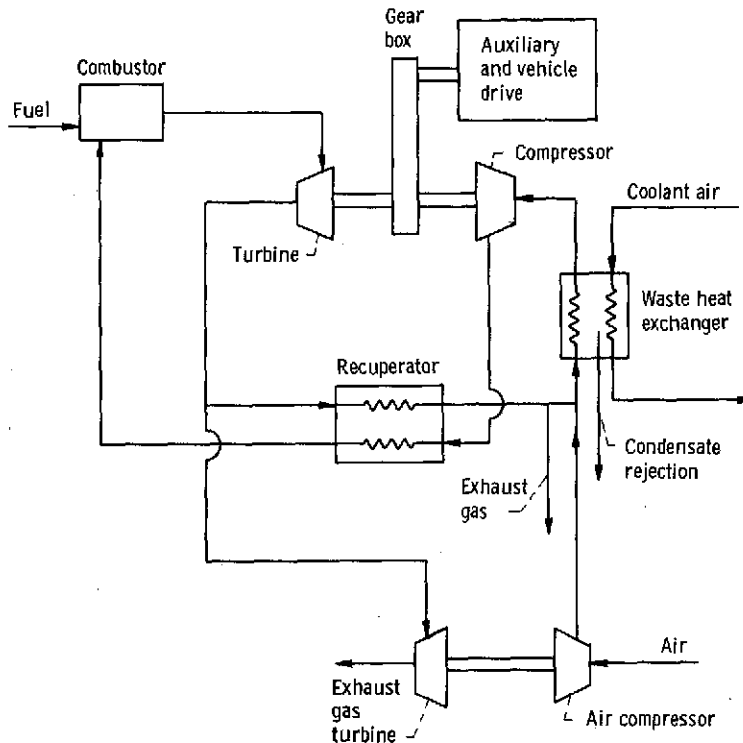 Gear
box
Auxiliary
and vehicle
drive
Combustor
Fuel
Compressor
Coolant air
Turbine
Waste heat
exchanger
Recuperator
Condensate
rejection
Exhaust
gas
Air
Exhaust
gas
turbine
Air compressor